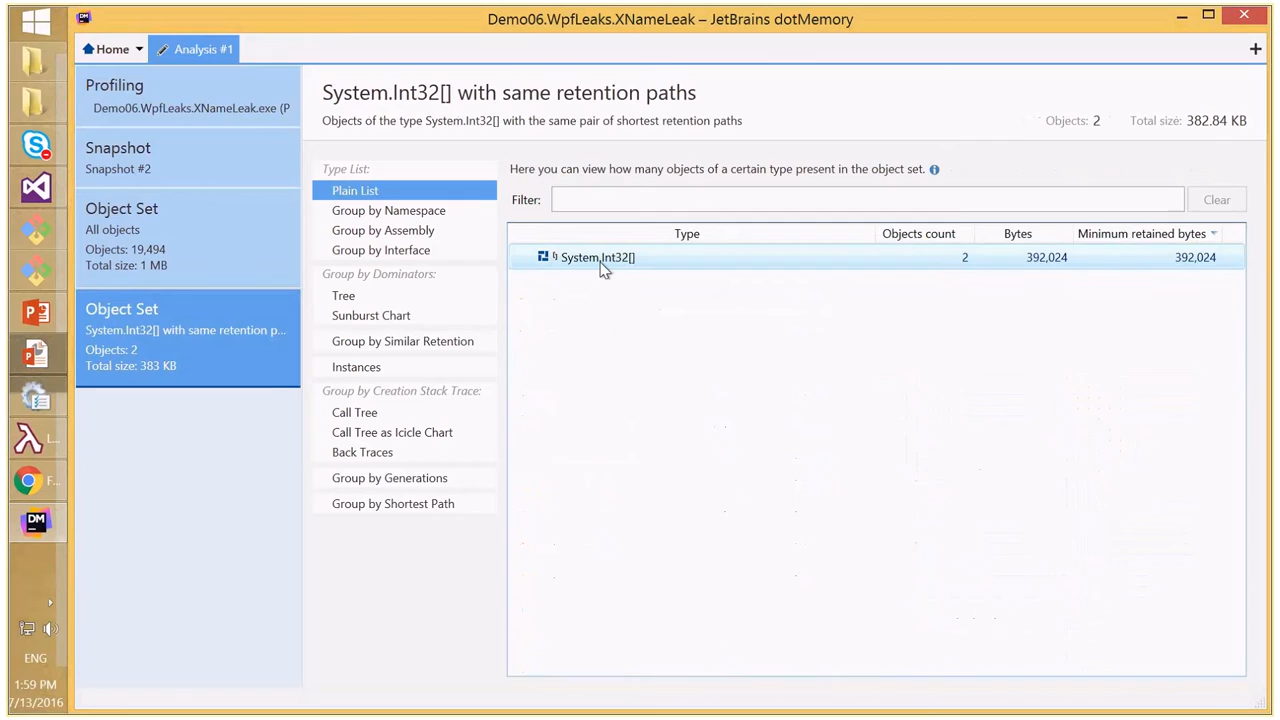 Demo06.WpfLeaks.XNameLeak – JetBrains dotMemory
Home
Analysis #1
Profiling
Demo06.WpfLeaks.XNameLeak.exe (P
Snapshot
Snapshot #2
Object Set
All objects
Objects: 19,494
Total size: 1 MB
Object Set
System.Int32[] with same retention p...
Objects: 2
Total size: 383 KB
System.Int32[] with same retention paths
Objects of the type System.Int32[] with the same pair of shortest retention paths
Objects: 2 Total size: 382.84 KB
Type List:
Plain List
Group by Namespace
Group by Assembly
Group by Interface
Group by Dominators:
Tree
Sunburst Chart
Group by Similar Retention
Instances
Group by Creation Stack Trace:
Call Tree
Call Tree as Icicle Chart
Back Traces
Group by Generations
Group by Shortest Path
Here you can view how many objects of a certain type present in the object set.
Filter:
Clear
Type Objects count Bytes Minimum retained bytes
System.Int32[] 2 392,024 392,024
L...
F...
DM
ENG
1:59 PM
7/13/2016